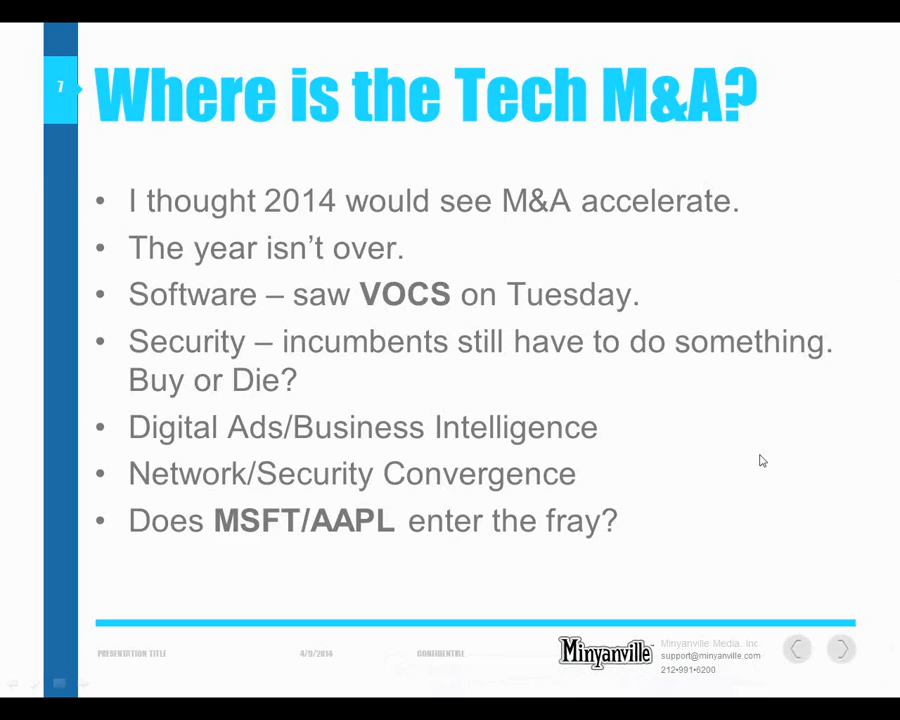 7
Where is the Tech M&A?
• I thought 2014 would see M&A accelerate.
• The year isn’t over.
• Software – saw VOCS on Tuesday.
• Security – incumbents still have to do something.
Buy or Die?
• Digital Ads/Business Intelligence
• Network/Security Convergence
• Does MSFT/AAPL enter the fray?
PRESENTATION TITLE 4/9/2014 CONFIDENTIAL
Minyanville
Minyanville Media, Inc
support@minyanville.com
212•991•6200